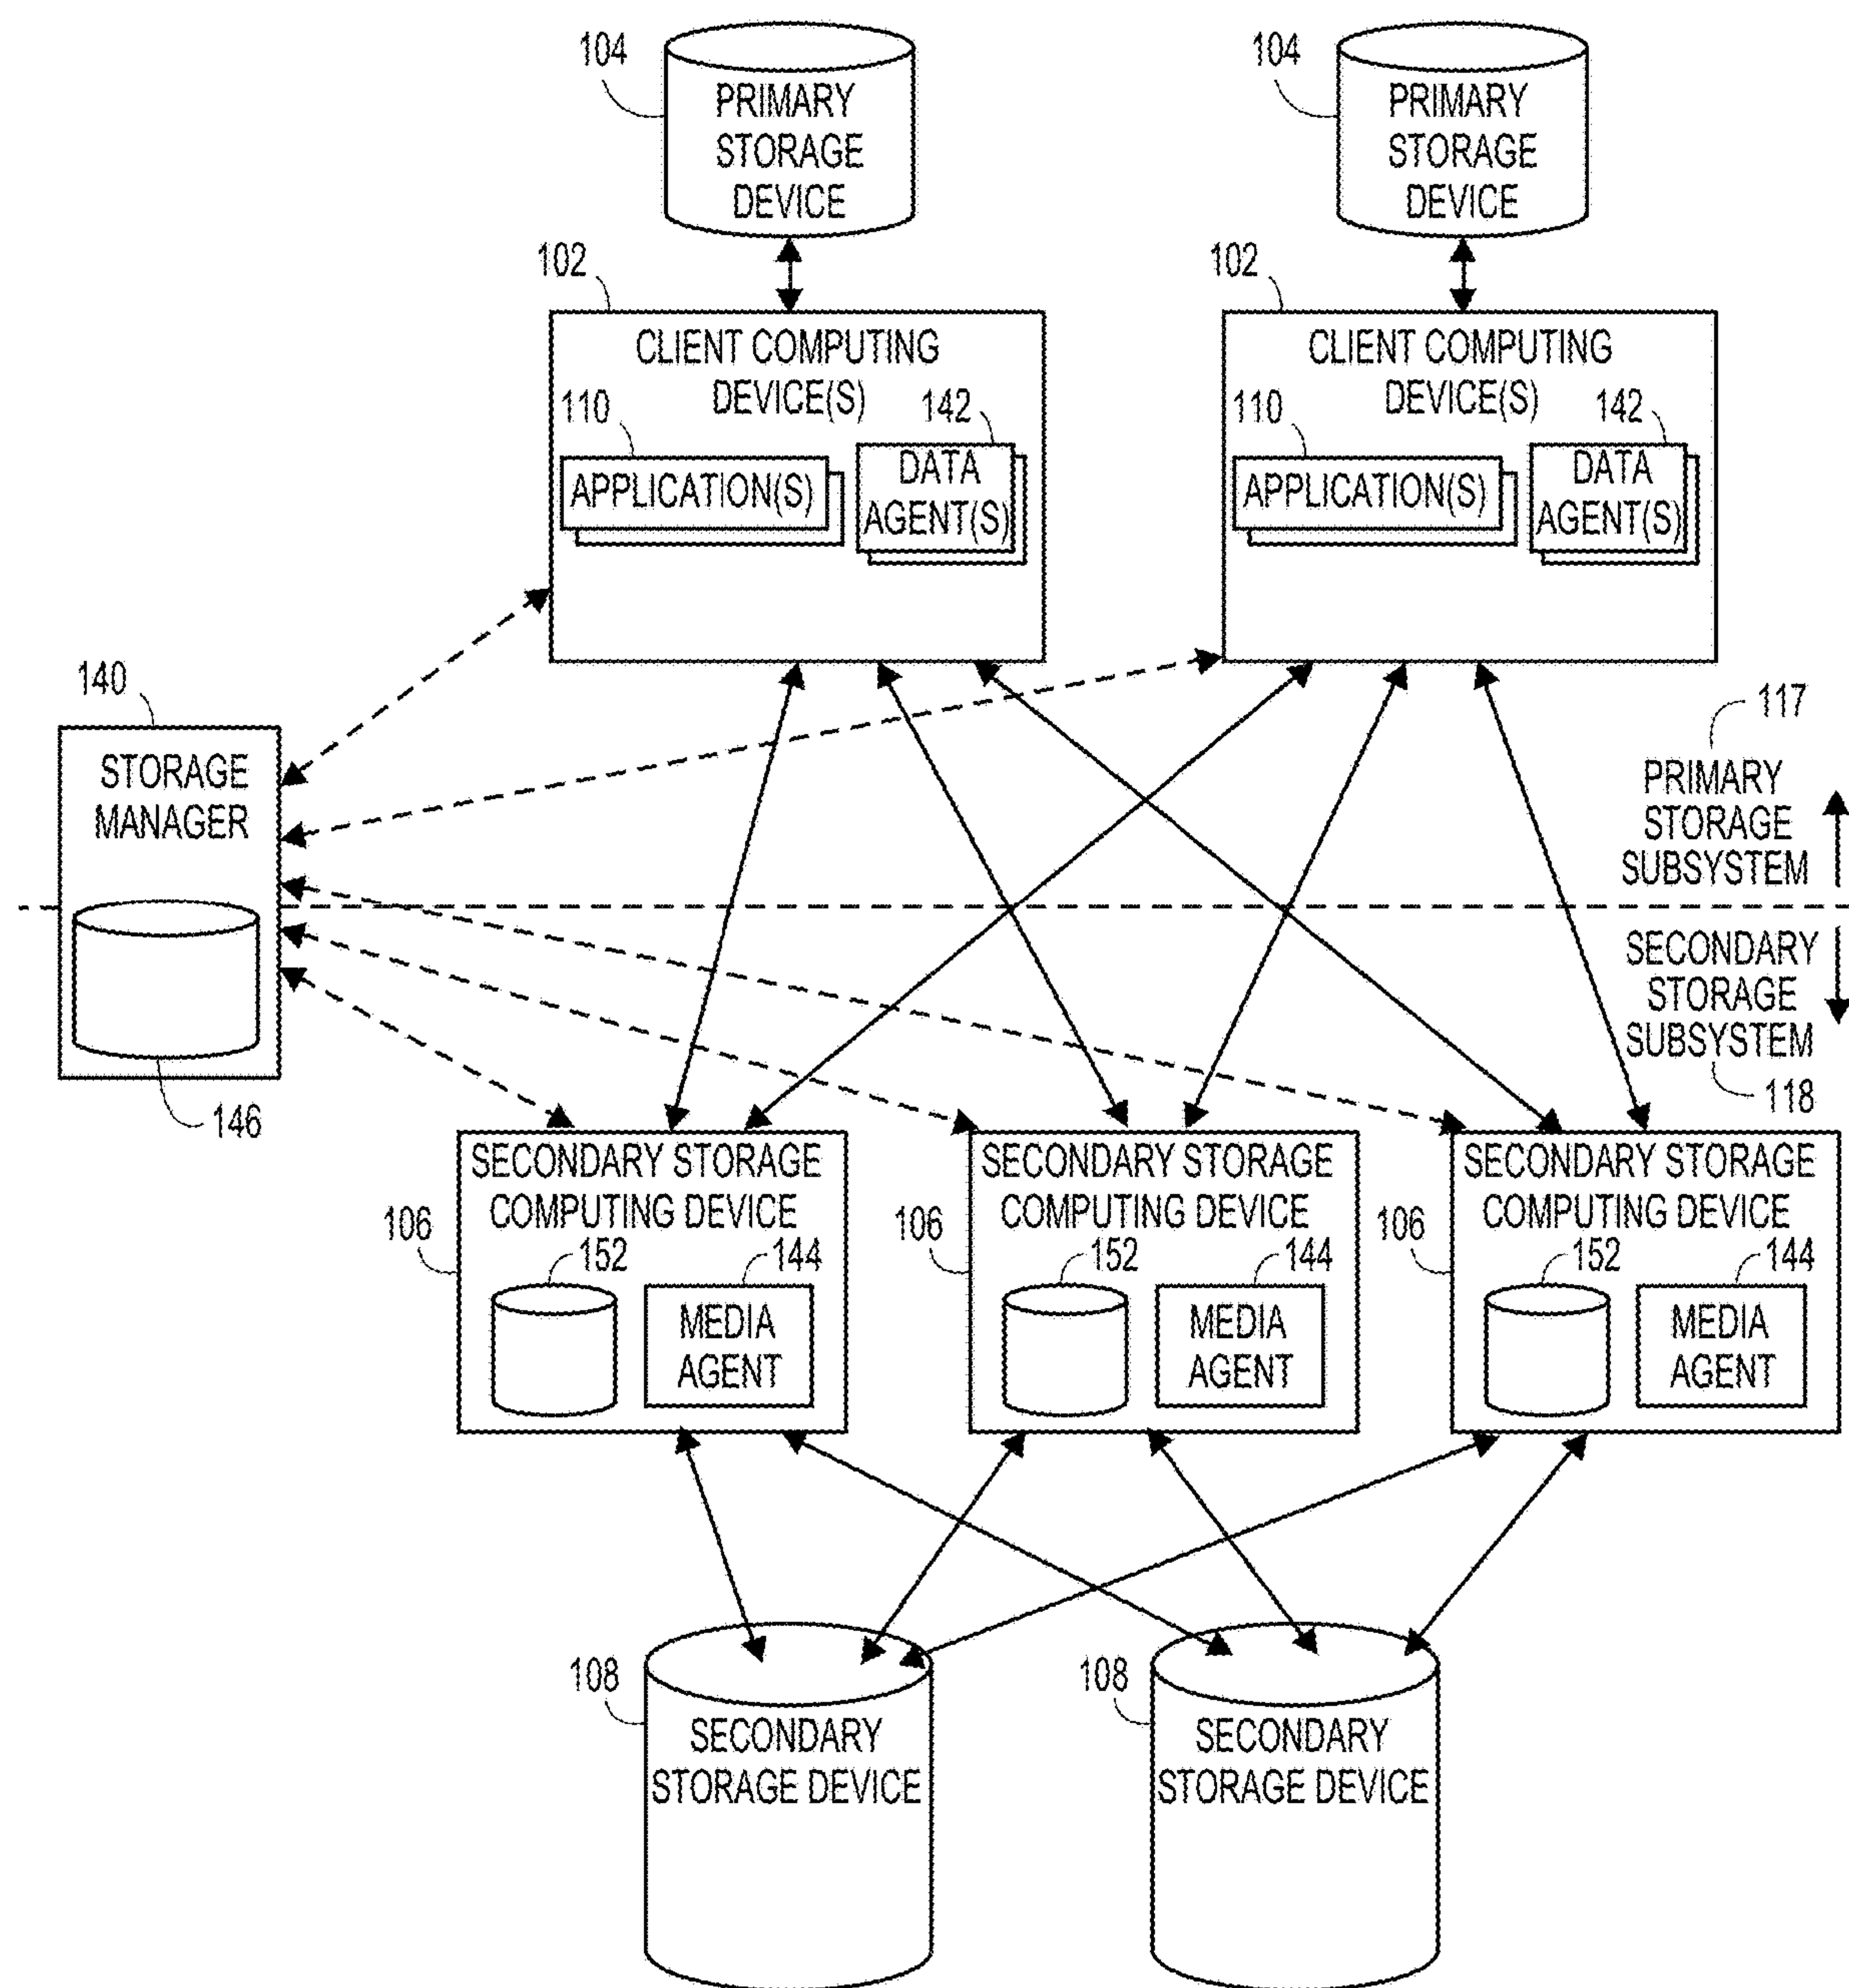 104
PRIMARY
STORAGE
DEVICE
104
PRIMARY
STORAGE
DEVICE
102
CLIENT COMPUTING
DEVICE(S)
110
142
APPLICATION(S)
DATA
AGENT(S)
102
CLIENT COMPUTING
DEVICE(S)
110
142
APPLICATION(S)
DATA
AGENT(S)
140
STORAGE
MANAGER
146
117
PRIMARY
STORAGE
SUBSYSTEM
SECONDARY
STORAGE
SUBSYSTEM
118
106
SECONDARY STORAGE
COMPUTING DEVICE
152
144
MEDIA
AGENT
106
SECONDARY STORAGE
COMPUTING DEVICE
152
144
MEDIA
AGENT
106
SECONDARY STORAGE
COMPUTING DEVICE
152
144
MEDIA
AGENT
108
SECONDARY
STORAGE DEVICE
108
SECONDARY
STORAGE DEVICE